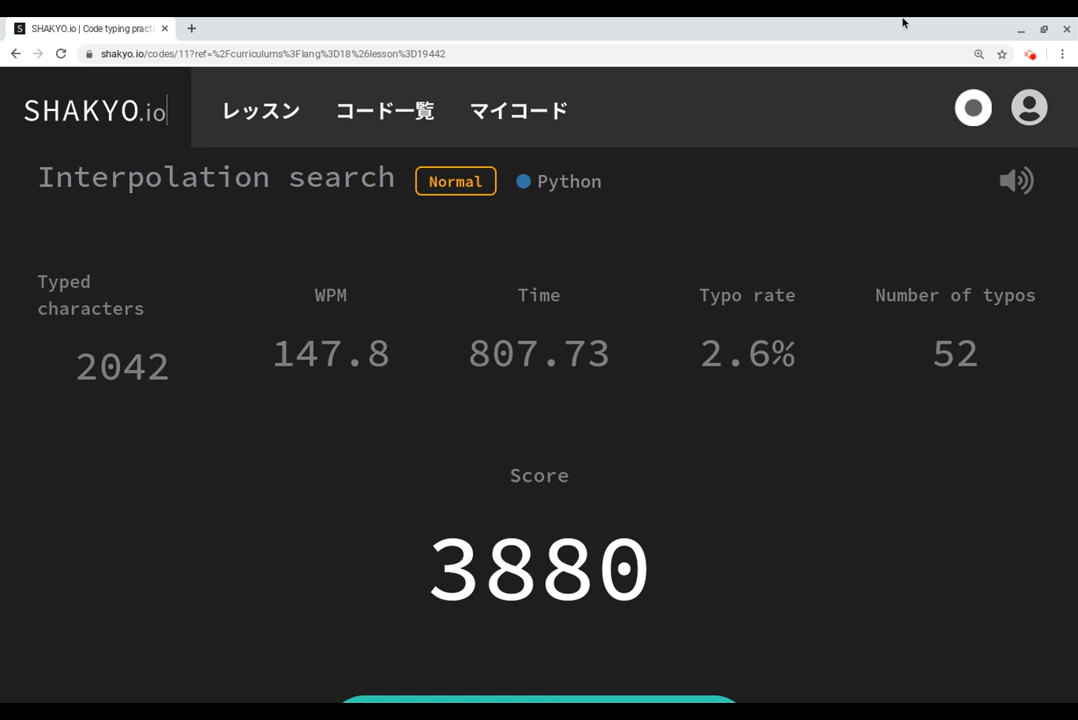 SHAKYO.io | Code typing pract
shakyo.io/codes/11?ref=%2Fcurriculums%3Flang%3D18%26lesson%3D19442
SHAKYO.io
レッスン コード一覧 マイコード
Interpolation search Normal Python
Typed characters WPM Time Typo rate Number of typos
2042 147.8 807.73 2.6% 52
Score
3880